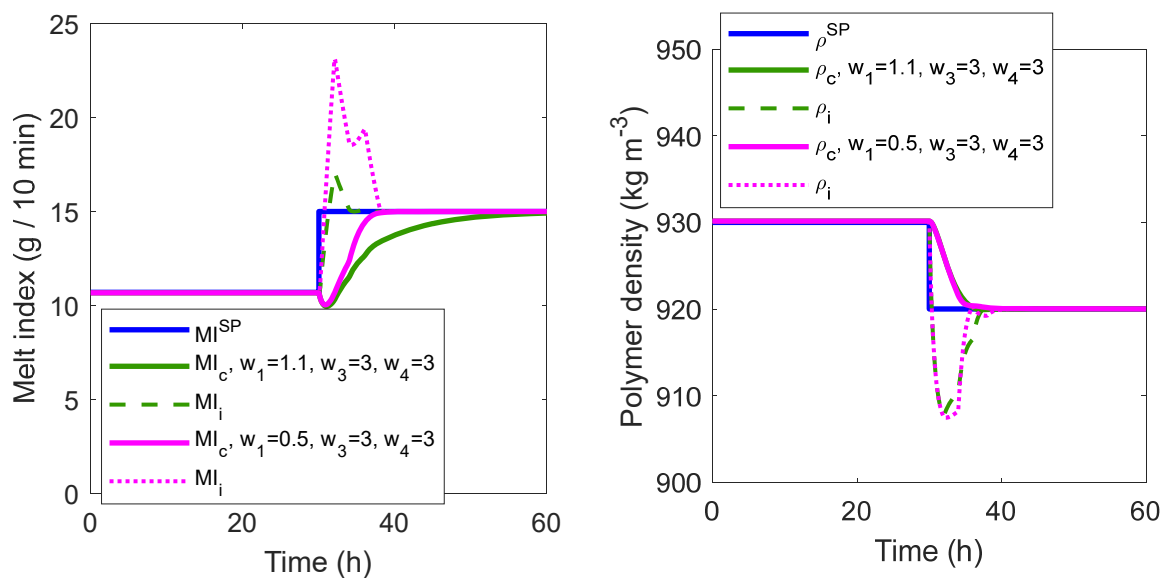 25
20
15
10
5
0
Melt index (g / 10 min)
MI^SP
MI_c, w_1=1.1, w_3=3, w_4=3
MI_i
MI_c, w_1=0.5, w_3=3, w_4=3
MI_i
0 20 40 60
Time (h)
950
940
930
920
910
900
Polymer density (kg m^-3)
ρ^SP
ρ_c, w_1=1.1, w_3=3, w_4=3
ρ_i
ρ_c, w_1=0.5, w_3=3, w_4=3
ρ_i
0 20 40 60
Time (h)